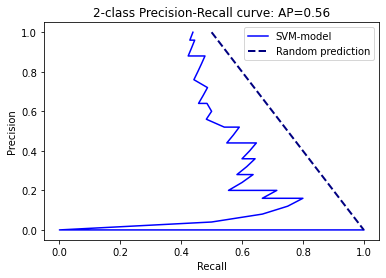 2-class Precision-Recall curve: AP=0.56
SVM-model
Random prediction
Precision
1.0
0.8
0.6
0.4
0.2
0.0
0.0 0.2 0.4 0.6 0.8 1.0
Recall